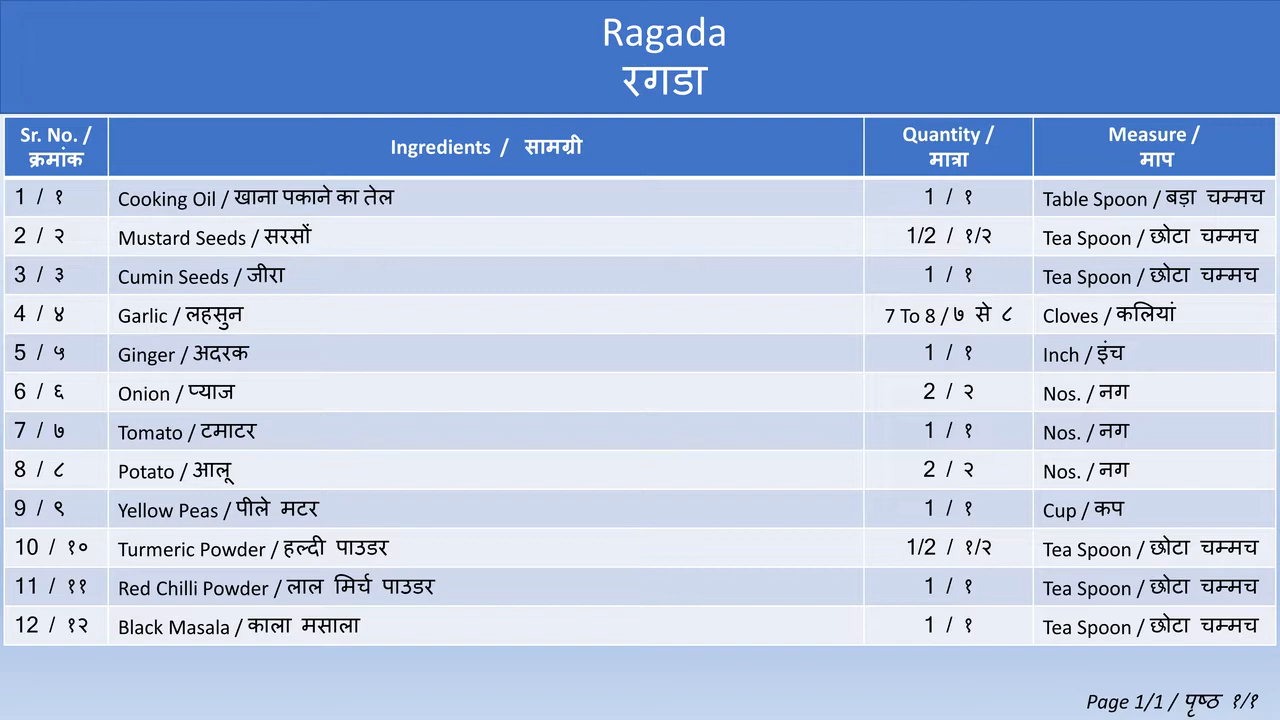 Ragada
रगडा
Sr. No. / क्रमांक Ingredients / सामग्री Quantity / मात्रा Measure / माप
1 / १ Cooking Oil / खाना पकाने का तेल 1 / १ Table Spoon / बड़ा चम्मच
2 / २ Mustard Seeds / सरसों 1/2 / १/२ Tea Spoon / छोटा चम्मच
3 / ३ Cumin Seeds / जीरा 1 / १ Tea Spoon / छोटा चम्मच
4 / ४ Garlic / लहसुन 7 To 8 / ७ से ८ Cloves / कलियां
5 / ५ Ginger / अदरक 1 / १ Inch / इंच
6 / ६ Onion / प्याज 2 / २ Nos. / नग
7 / ७ Tomato / टमाटर 1 / १ Nos. / नग
8 / ८ Potato / आलू 2 / २ Nos. / नग
9 / ९ Yellow Peas / पीले मटर 1 / १ Cup / कप
10 / १० Turmeric Powder / हल्दी पाउडर 1/2 / १/२ Tea Spoon / छोटा चम्मच
11 / ११ Red Chilli Powder / लाल मिर्च पाउडर 1 / १ Tea Spoon / छोटा चम्मच
12 / १२ Black Masala / काला मसाला 1 / १ Tea Spoon / छोटा चम्मच
Page 1/1 / पृष्ठ १/१